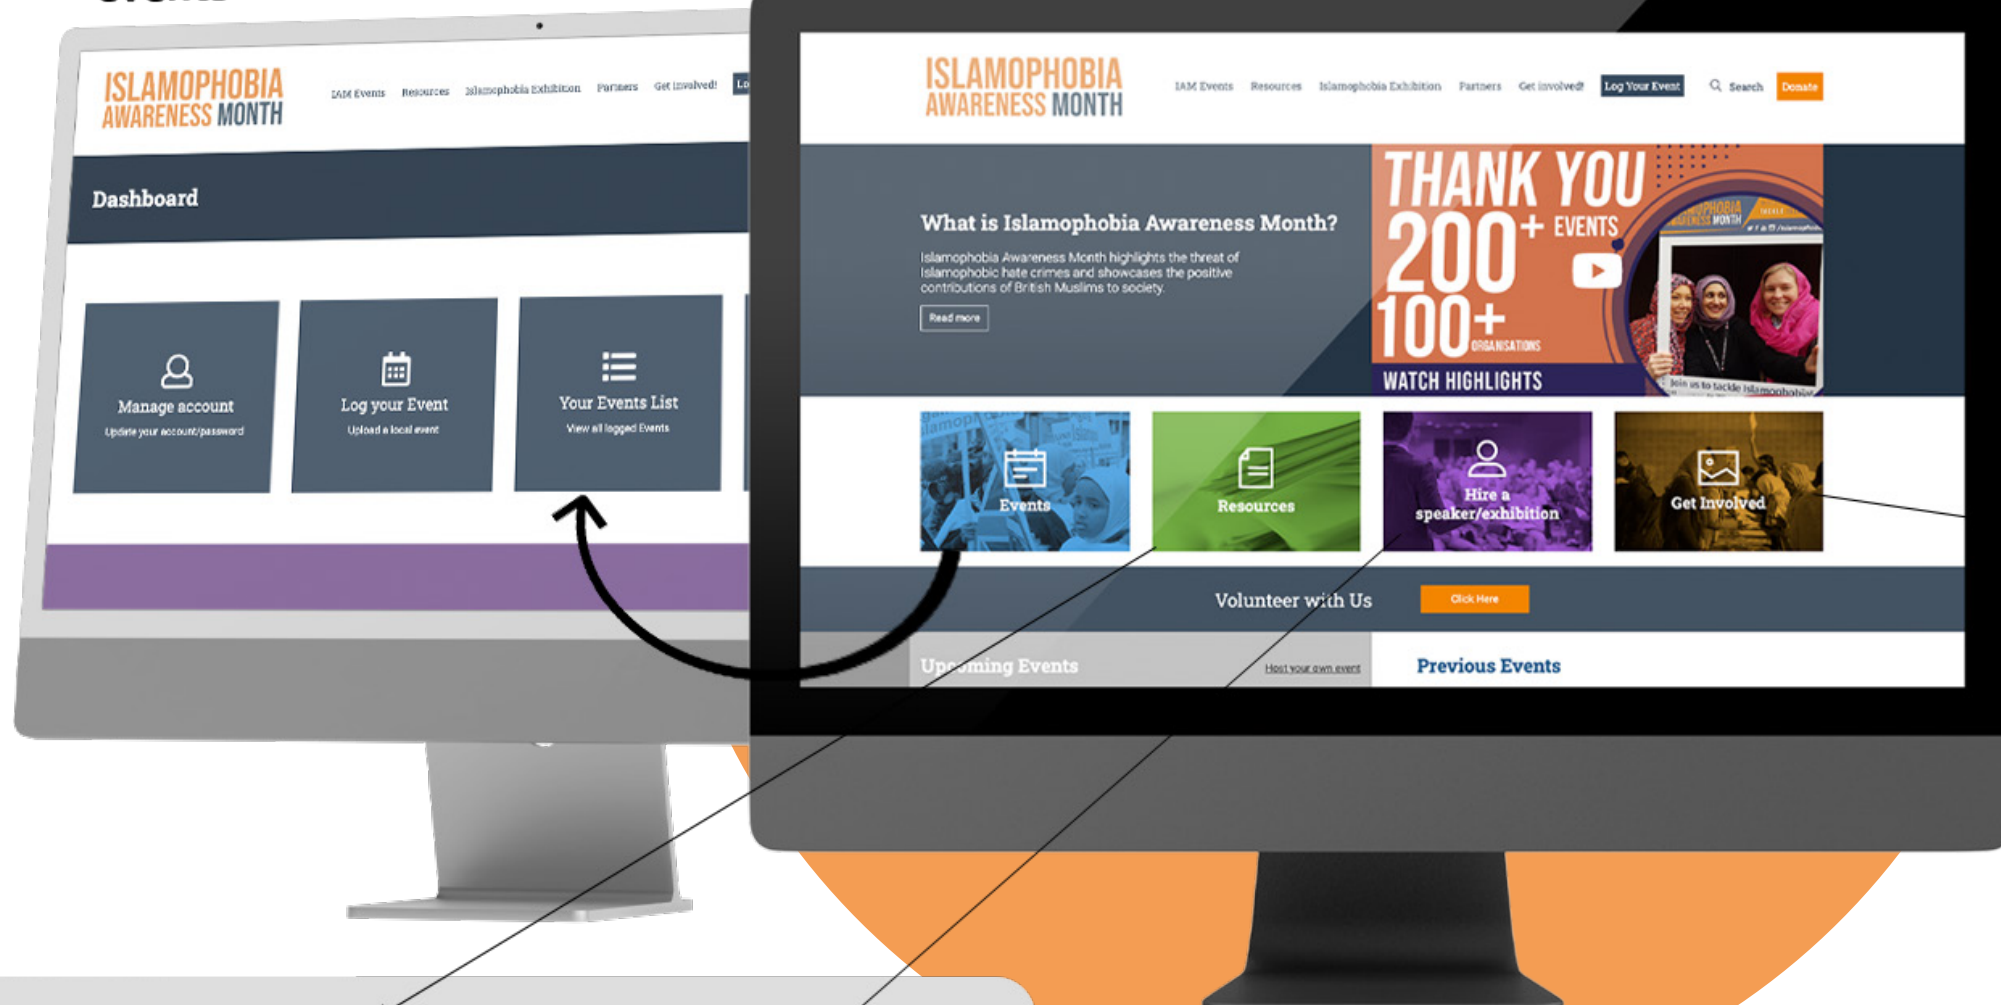 ISLAMOPHOBIA
AWARENESS MONTH
IAM Events Resources Islamophobia Exhibition Partners Get involved!
Dashboard
Manage account
Update your account/password
Log your Event
Upload a local event
Your Events List
View all logged Events
ISLAMOPHOBIA
AWARENESS MONTH
IAM Events Resources Islamophobia Exhibition Partners Get involved! Log Your Event Search Donate
What is Islamophobia Awareness Month?
Islamophobia Awareness Month highlights the threat of
Islamophobic hate crimes and showcases the positive
contributions of British Muslims to society.
Read more
THANK YOU
200+ EVENTS
100+
ORGANISATIONS
WATCH HIGHLIGHTS
AWARENESS MONTH
Join us to tackle Islamophobia
Events
Resources
Hire a
speaker/exhibition
Get Involved
Volunteer with Us
Click Here
Upcoming Events
Host your own event
Previous Events